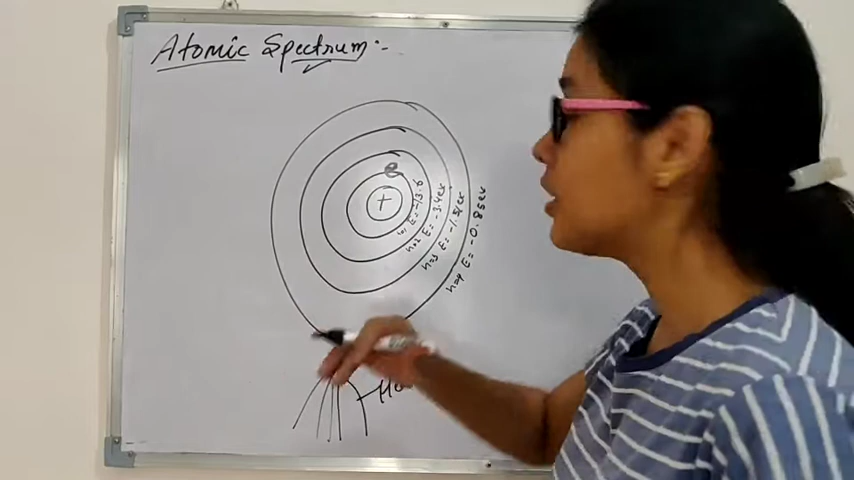 Atomic Spectrum :-
e
+
n=1 E=-13.6
n=2 E=-3.4ev
n=3 E=-1.51ev
n=4 E=-0.85ev